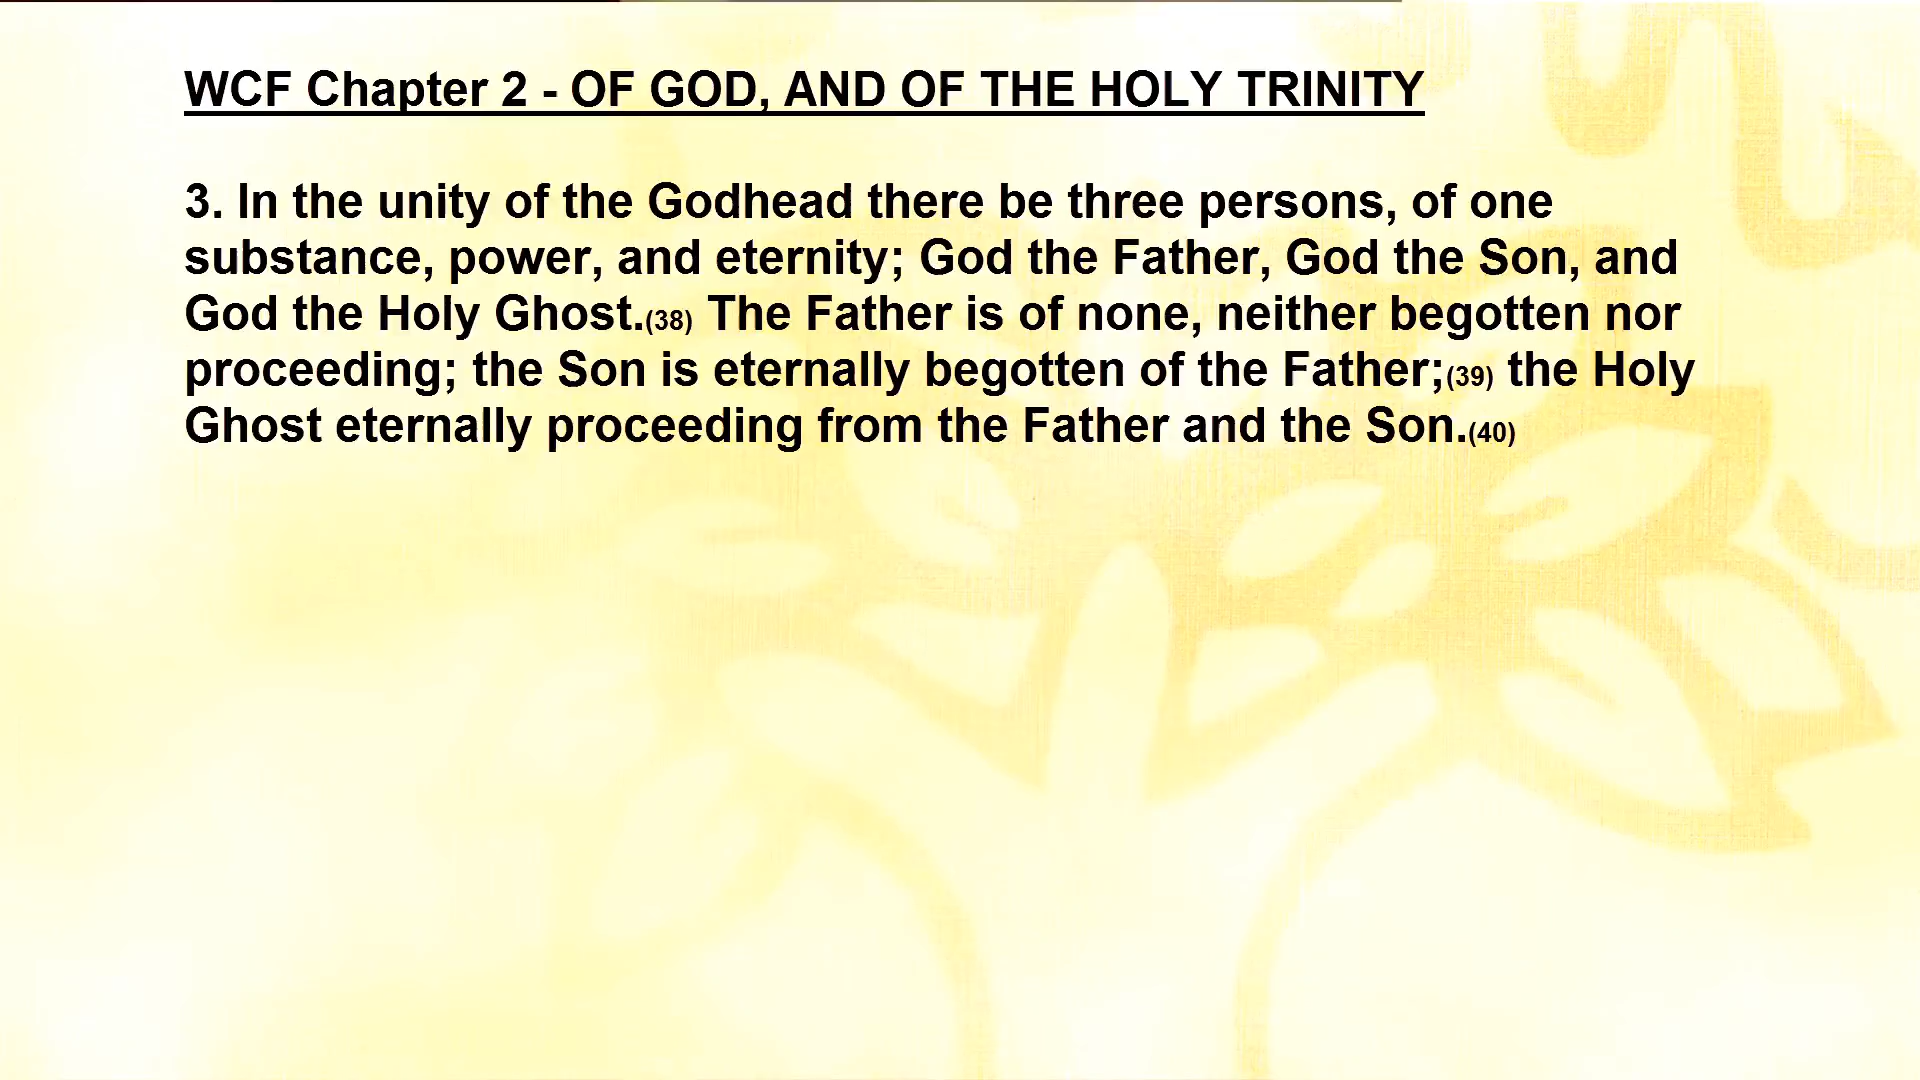 WCF Chapter 2 - OF GOD, AND OF THE HOLY TRINITY
3. In the unity of the Godhead there be three persons, of one
substance, power, and eternity; God the Father, God the Son, and
God the Holy Ghost.(38) The Father is of none, neither begotten nor
proceeding; the Son is eternally begotten of the Father;(39) the Holy
Ghost eternally proceeding from the Father and the Son.(40)